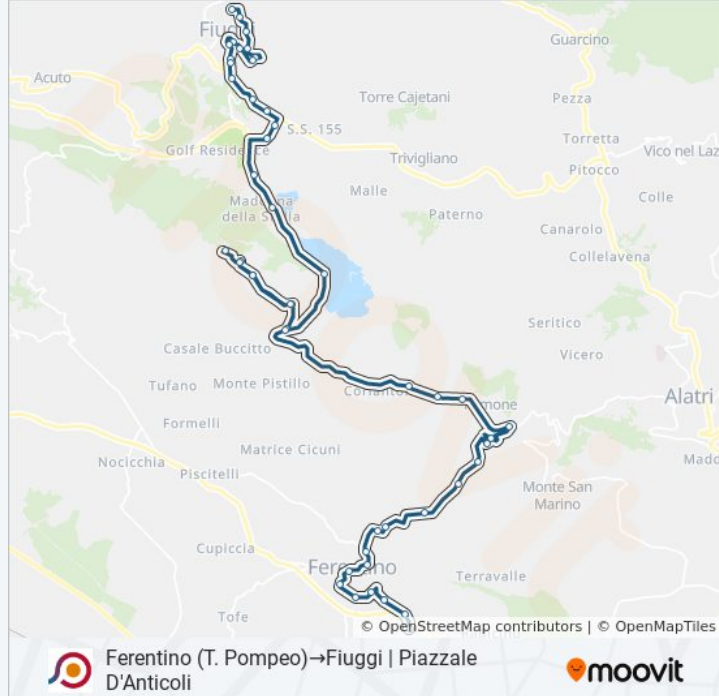 Fiuggi
Guarcino
Acuto
Torre Cajetani
Pezza
S.S. 155
Torretta
Golf Residence
Trivigliano
Vico nel Laz
Pitocco
Malle
Colle
Madonna
della Stella
Paterno
Canarolo
Collelavena
Seritico
Casale Buccitto
Vicero
Tufano
Monte Pistillo
Alatri
Formelli
Matrice Cicuni
Nocicchia
Piscitelli
Monte San
Marino
Cupiccia
Ferentino
Terravalle
Tofe
© OpenStreetMap contributors | © OpenMapTiles
Ferentino (T. Pompeo)→Fiuggi | Piazzale
D'Anticoli
moovit